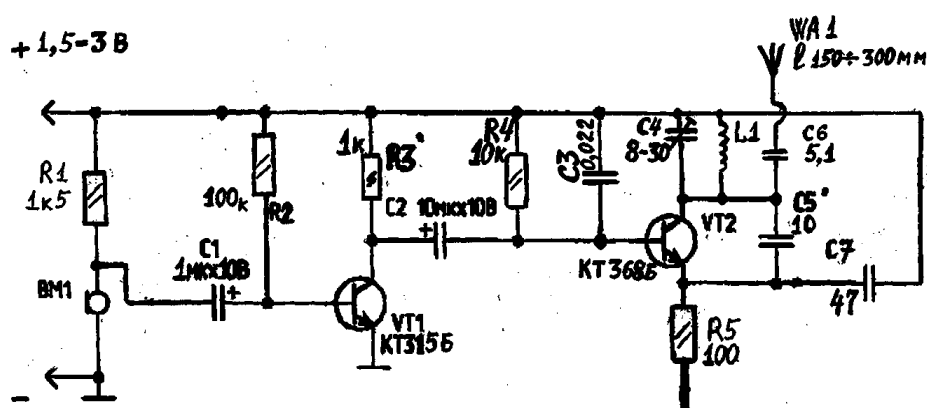 + 1,5-3 В
WA1
ℓ 150÷300мм
R1
1к5
100к
R2
1к
R3*
C2 10мкх10В
+
R4
10к
C3
0,022
C4
8-30
L1
C6
5,1
C5*
10
VT2
КТ368Б
C7
47
C1
1мкх10В
+
ВМ1
VT1
КТ315Б
R5
100
-